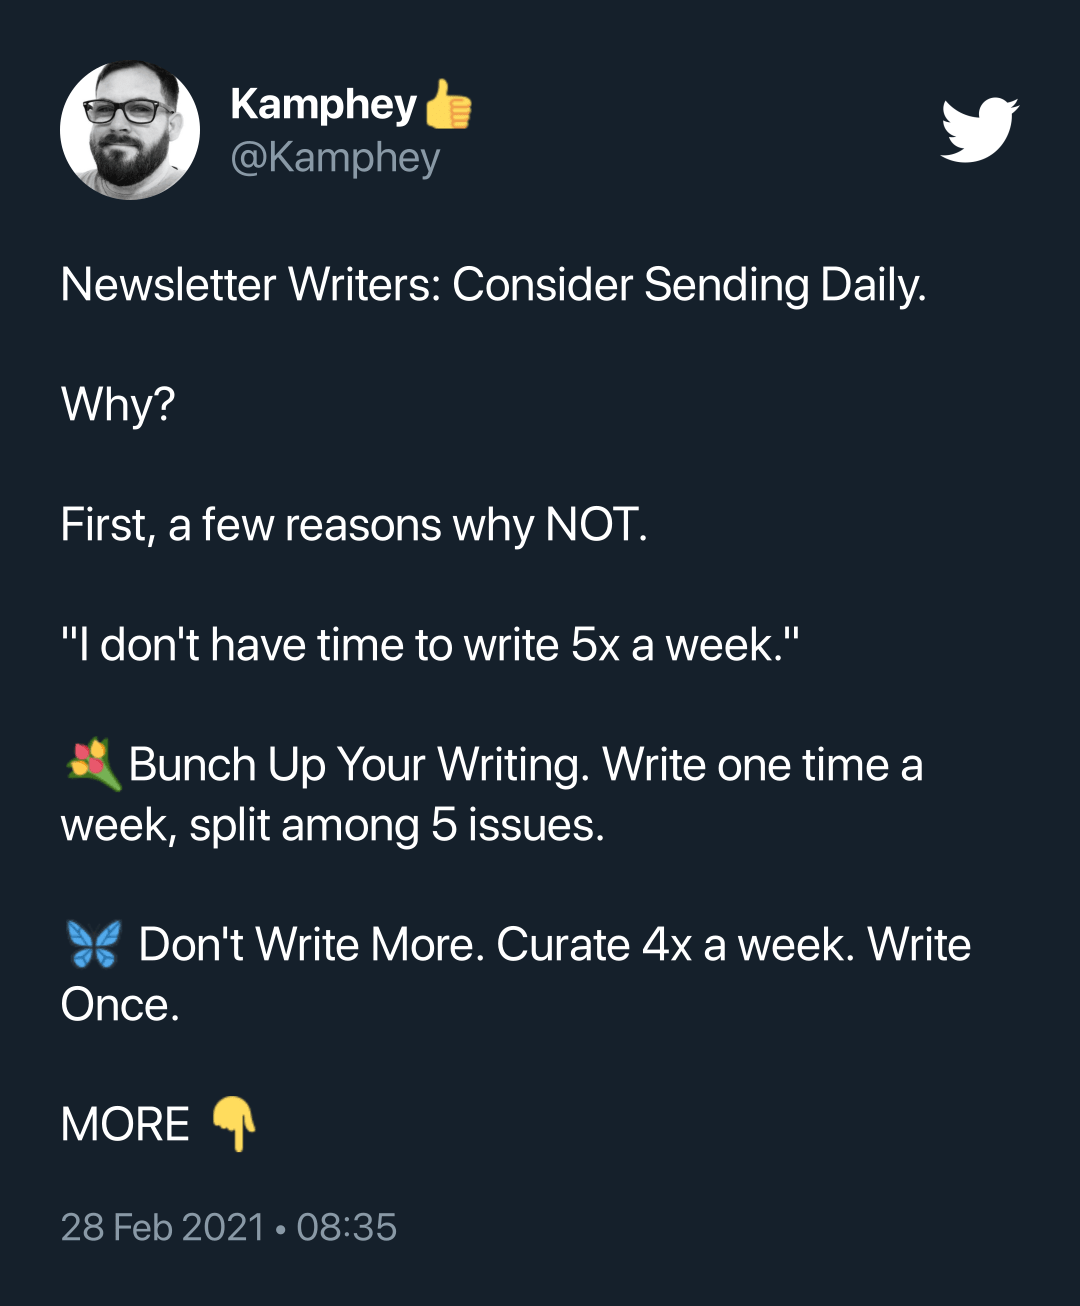 Kamphey👍
@Kamphey
Newsletter Writers: Consider Sending Daily.
Why?
First, a few reasons why NOT.
"I don't have time to write 5x a week."
💐Bunch Up Your Writing. Write one time a
week, split among 5 issues.
🦋 Don't Write More. Curate 4x a week. Write
Once.
MORE 👇
28 Feb 2021 • 08:35